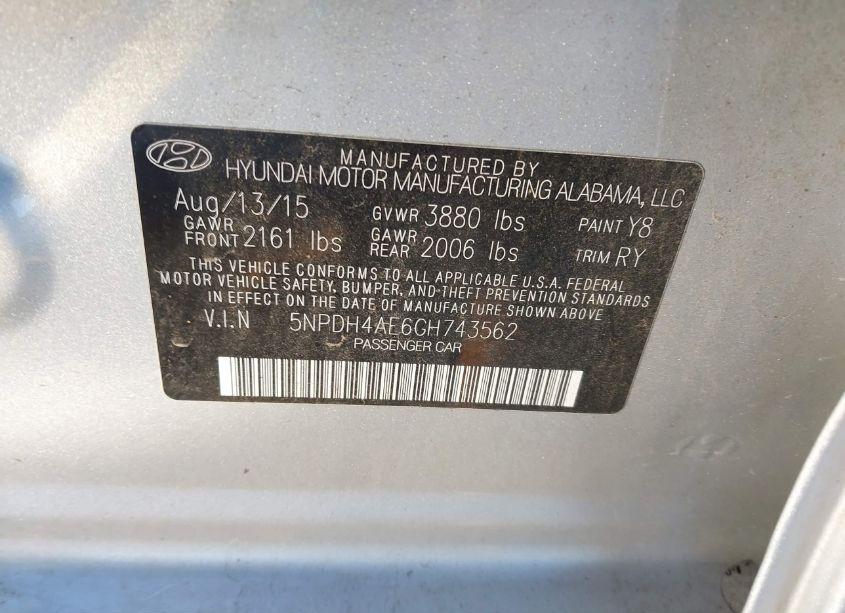 MANUFACTURED BY
HYUNDAI MOTOR MANUFACTURING ALABAMA, LLC
Aug/13/15 GVWR 3880 lbs PAINT Y8
GAWR FRONT 2161 lbs GAWR REAR 2006 lbs TRIM RY
THIS VEHICLE CONFORMS TO ALL APPLICABLE U.S.A. FEDERAL
MOTOR VEHICLE SAFETY, BUMPER, AND THEFT PREVENTION STANDARDS
IN EFFECT ON THE DATE OF MANUFACTURE SHOWN ABOVE.
V.I.N 5NPDH4AE6GH743562
PASSENGER CAR